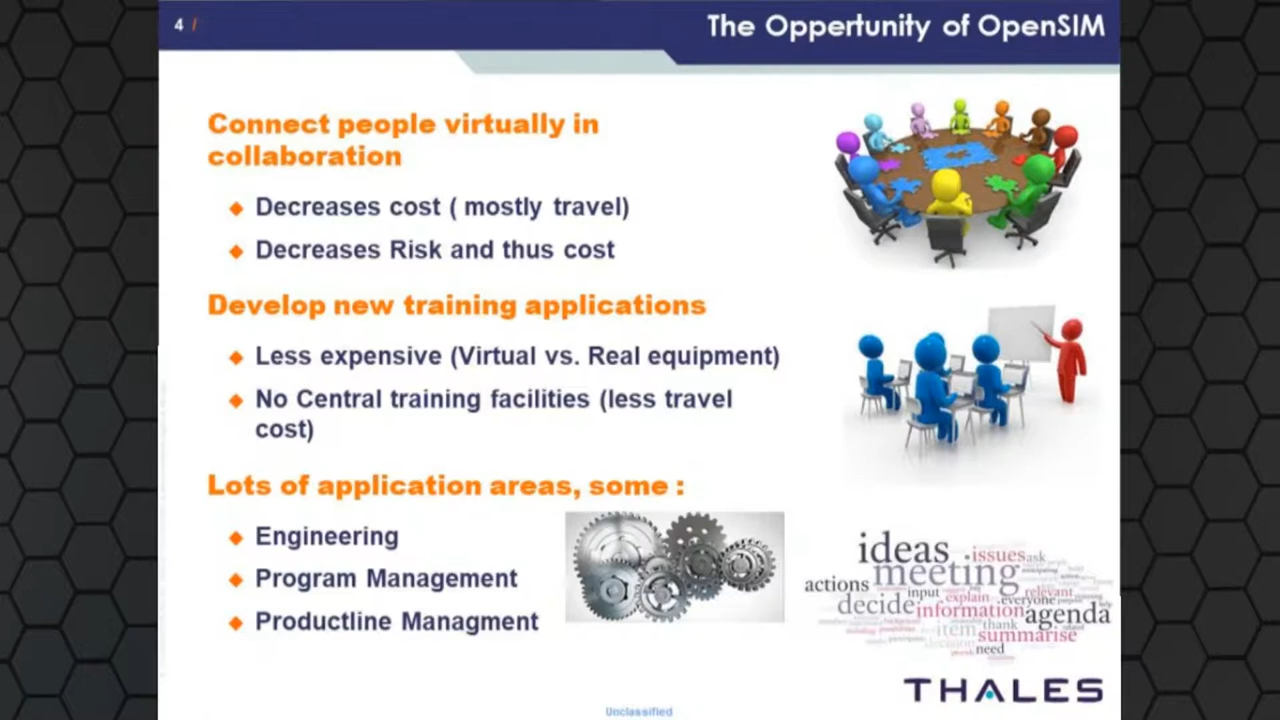 4 /
The Oppertunity of OpenSIM
Connect people virtually in
collaboration
Decreases cost ( mostly travel)
Decreases Risk and thus cost
Develop new training applications
Less expensive (Virtual vs. Real equipment)
No Central training facilities (less travel
cost)
Lots of application areas, some :
Engineering
Program Management
Productline Managment
ideas
issues ask
meeting
actions
input
relevant
explain
decide
everyone
information
agenda
item
thank
summarise
need
THALES
Unclassified